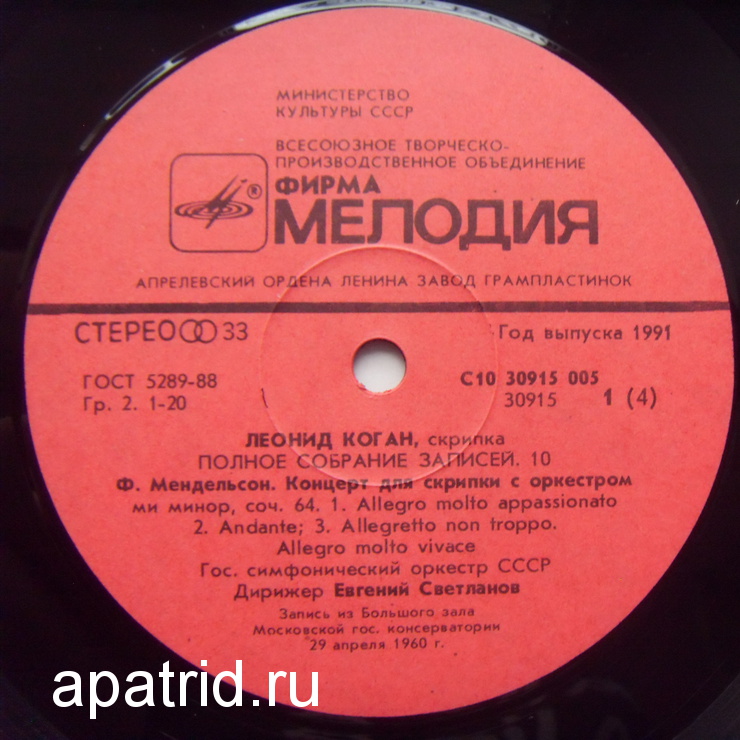 МИНИСТЕРСТВО
КУЛЬТУРЫ СССР
ВСЕСОЮЗНОЕ ТВОРЧЕСКО-
ПРОИЗВОДСТВЕННОЕ ОБЪЕДИНЕНИЕ
ФИРМА
® МЕЛОДИЯ
АПРЕЛЕВСКИЙ ОРДЕНА ЛЕНИНА ЗАВОД ГРАМПЛАСТИНОК
СТЕРЕО 33
Год выпуска 1991
ГОСТ 5289-88
Гр. 2. 1-20
С10 30915 005
30915 1 (4)
ЛЕОНИД КОГАН, скрипка
ПОЛНОЕ СОБРАНИЕ ЗАПИСЕЙ. 10
Ф. Мендельсон. Концерт для скрипки с оркестром
ми минор, соч. 64. 1. Allegro molto appassionato
2. Andante; 3. Allegretto non troppo.
Allegro molto vivace
Гос. симфонический оркестр СССР
Дирижер Евгений Светланов
Запись из Большого зала
Московской гос. консерватории
29 апреля 1960 г.
apatrid.ru